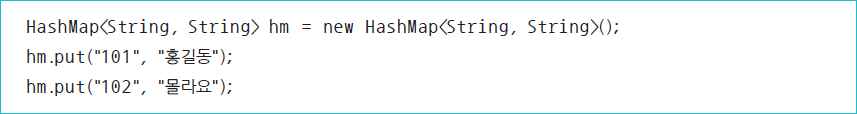 HashMap<String, String> hm = new HashMap<String, String>();
hm.put("101", "홍길동");
hm.put("102", "몰라요");